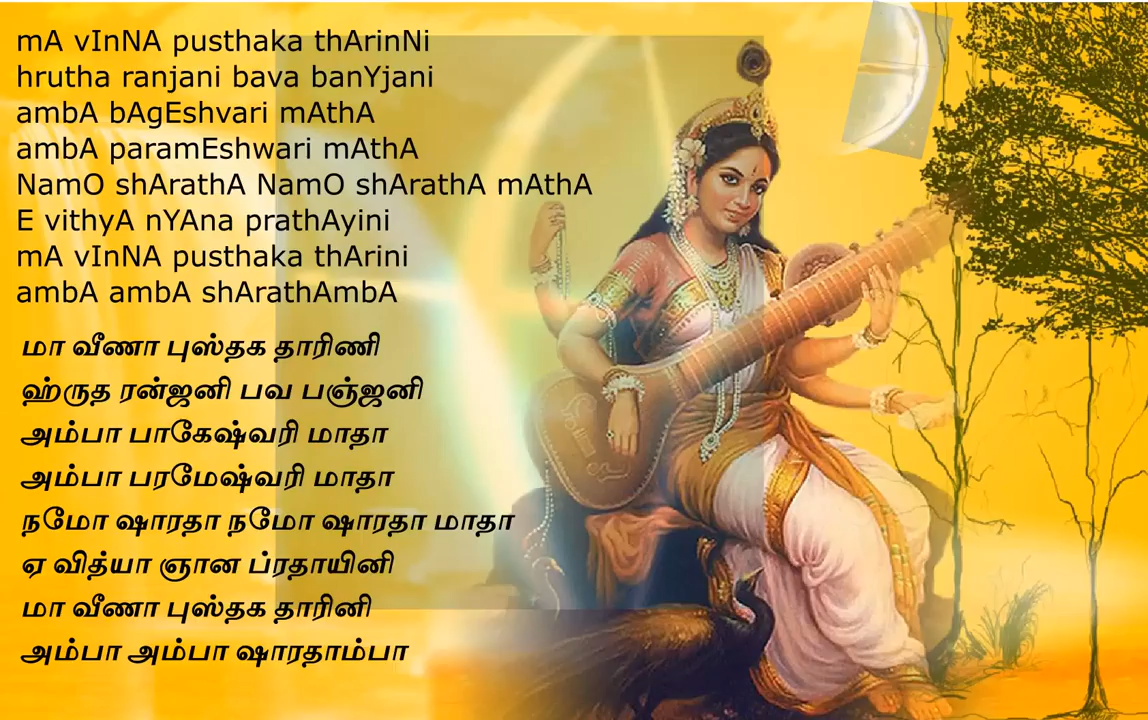 mA vInNA pusthaka thArinNi
hrutha ranjani bava banYjani
ambA bAgEshvari mAthA
ambA paramEshwari mAthA
NamO shArathA NamO shArathA mAthA
E vithyA nYAna prathAyini
mA vInNA pusthaka thArini
ambA ambA shArathAmbA
மா வீணா புஸ்தக தாரிணி
ஹ்ருத ரன்ஜனி பவ பஞ்ஜனி
அம்பா பாகேஷ்வரி மாதா
அம்பா பரமேஷ்வரி மாதா
நமோ ஷாரதா நமோ ஷாரதா மாதா
ஏ வித்யா ஞான ப்ரதாயினி
மா வீணா புஸ்தக தாரினி
அம்பா அம்பா ஷாரதாம்பா